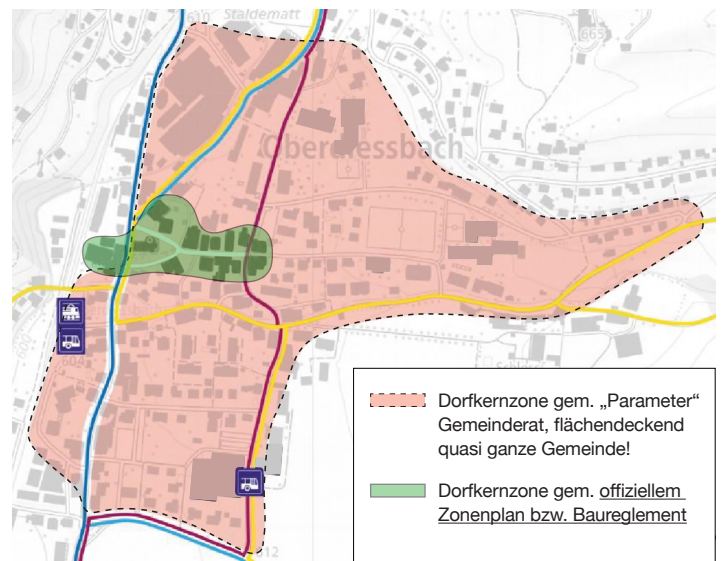 Staldematt
Oberdiessbach
Dorfkernzone gem. „Parameter“
Gemeinderat, flächendeckend
quasi ganze Gemeinde!
Dorfkernzone gem. offiziellem
Zonenplan bzw. Baureglement